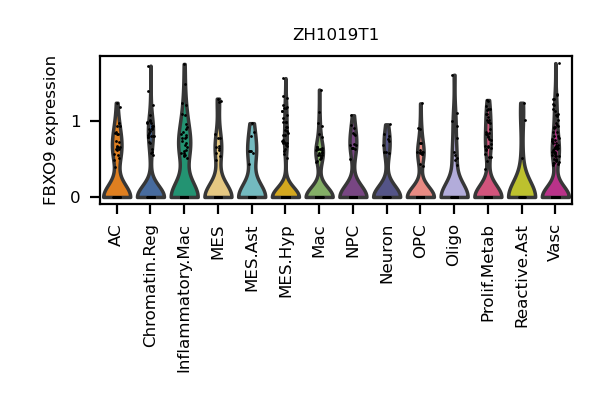 ZH1019T1
FBXO9 expression
1
0
AC
Chromatin.Reg
Inflammatory.Mac
MES
MES.Ast
MES.Hyp
Mac
NPC
Neuron
OPC
Oligo
Prolif.Metab
Reactive.Ast
Vasc